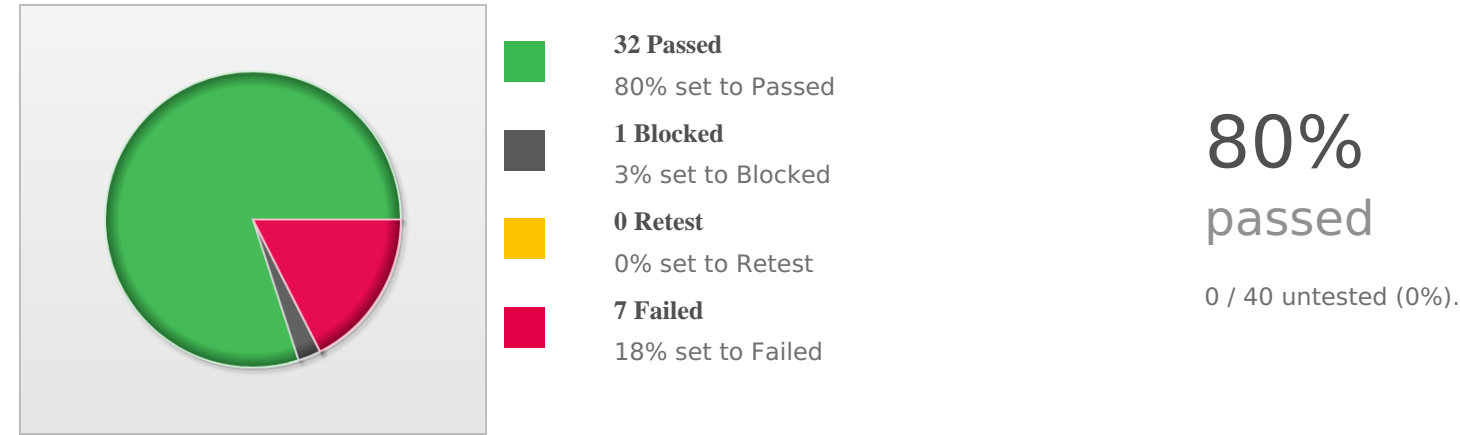 32 Passed
80% set to Passed
1 Blocked
3% set to Blocked
0 Retest
0% set to Retest
7 Failed
18% set to Failed
80%
passed
0 / 40 untested (0%).